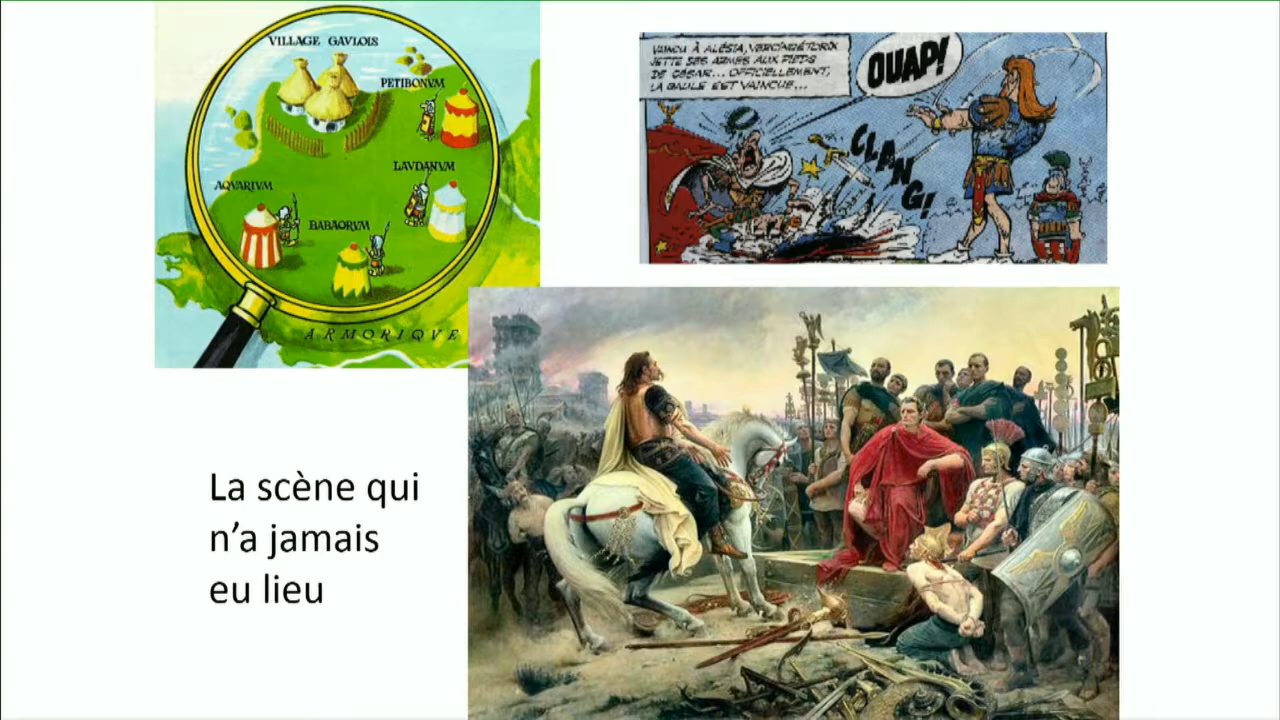 VILLAGE GAVLOIS
PETIBONVM
LAVDANVM
AQVARIVM
BABAORVM
ARMORIQVE
VAINCU À ALÉSIA, VERCINGÉTORIX
JETTE SES ARMES AUX PIEDS
DE CÉSAR... OFFICIELLEMENT,
LA GAULE EST VAINCUE...
OUAP!
CLANG!
La scène qui
n’a jamais
eu lieu